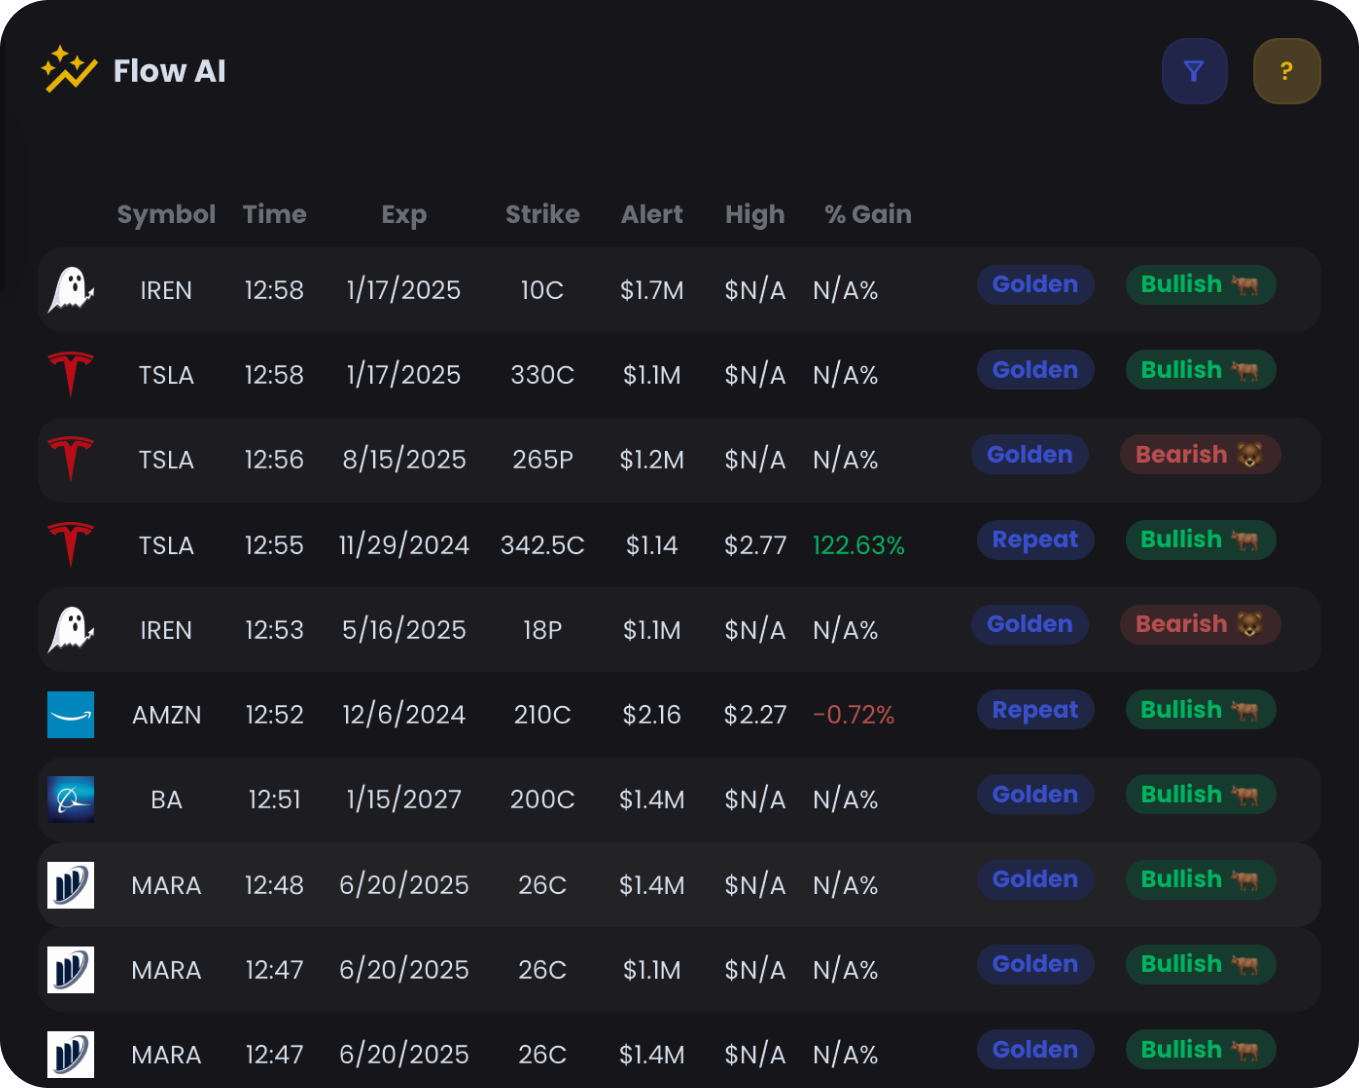 Flow AI
?
Symbol Time Exp Strike Alert High % Gain
IREN 12:58 1/17/2025 10C $1.7M $N/A N/A% Golden Bullish 🐂
TSLA 12:58 1/17/2025 330C $1.1M $N/A N/A% Golden Bullish 🐂
TSLA 12:56 8/15/2025 265P $1.2M $N/A N/A% Golden Bearish 🐻
TSLA 12:55 11/29/2024 342.5C $1.14 $2.77 122.63% Repeat Bullish 🐂
IREN 12:53 5/16/2025 18P $1.1M $N/A N/A% Golden Bearish 🐻
AMZN 12:52 12/6/2024 210C $2.16 $2.27 -0.72% Repeat Bullish 🐂
BA 12:51 1/15/2027 200C $1.4M $N/A N/A% Golden Bullish 🐂
MARA 12:48 6/20/2025 26C $1.4M $N/A N/A% Golden Bullish 🐂
MARA 12:47 6/20/2025 26C $1.1M $N/A N/A% Golden Bullish 🐂
MARA 12:47 6/20/2025 26C $1.4M $N/A N/A% Golden Bullish 🐂